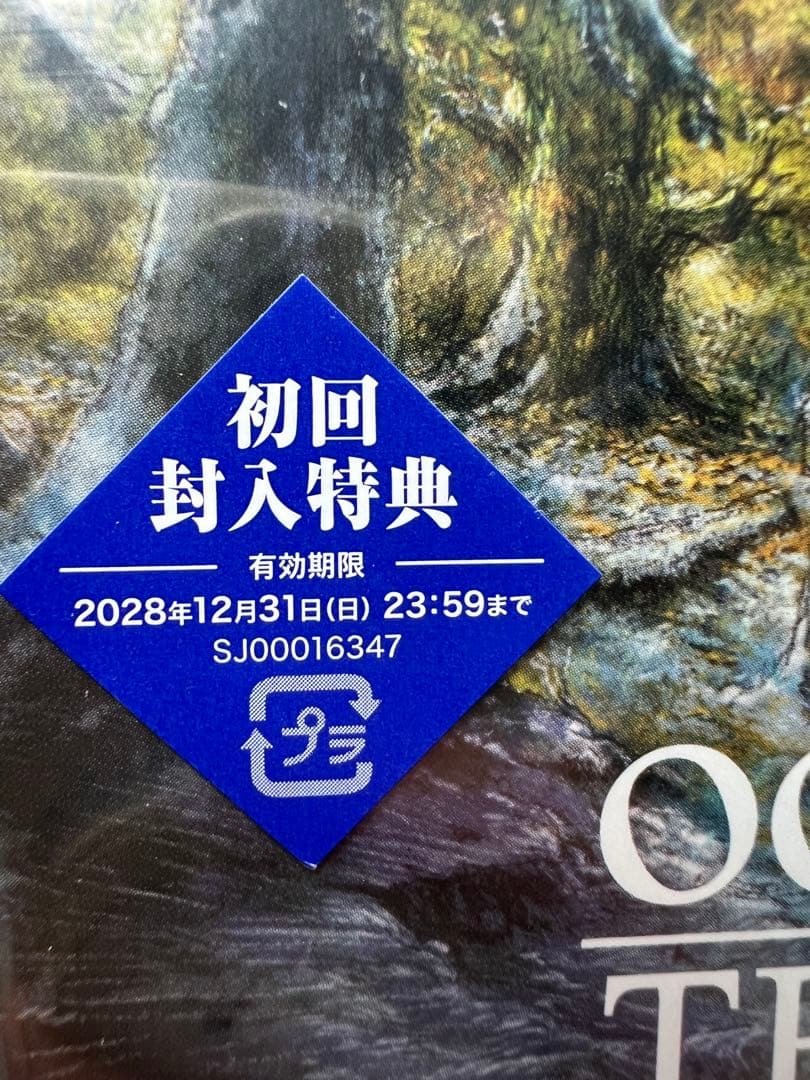 初回
封入特典
有効期限
2028年12月31日(日) 23:59まで
SJ00016347
プラ